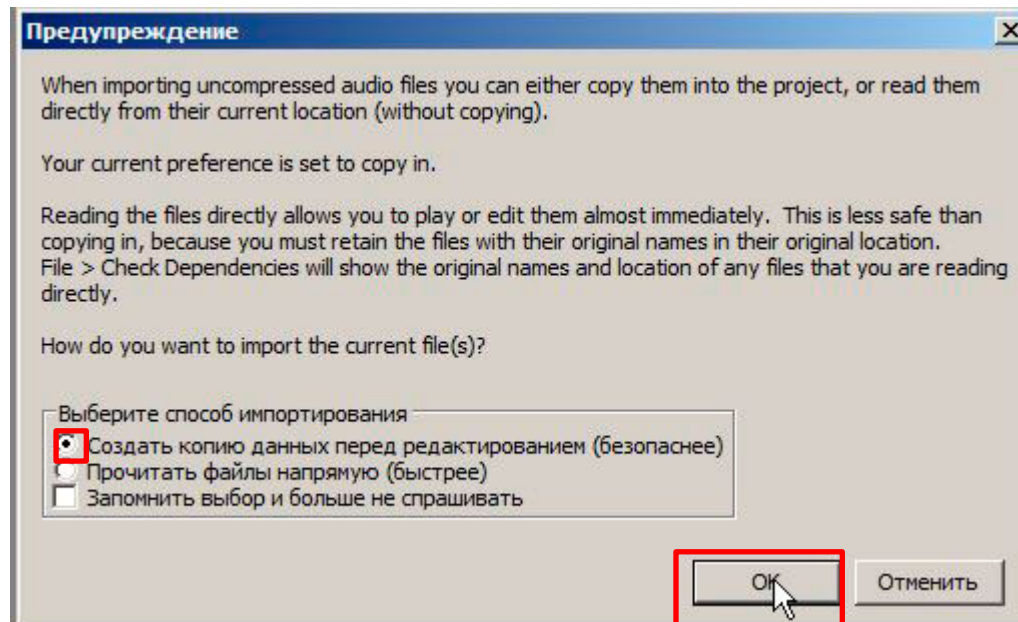 Предупреждение
When importing uncompressed audio files you can either copy them into the project, or read them
directly from their current location (without copying).
Your current preference is set to copy in.
Reading the files directly allows you to play or edit them almost immediately.  This is less safe than
copying in, because you must retain the files with their original names in their original location.
File > Check Dependencies will show the original names and location of any files that you are reading
directly.
How do you want to import the current file(s)?
Выберите способ импортирования
Создать копию данных перед редактированием (безопаснее)
Прочитать файлы напрямую (быстрее)
Запомнить выбор и больше не спрашивать
OK Отменить